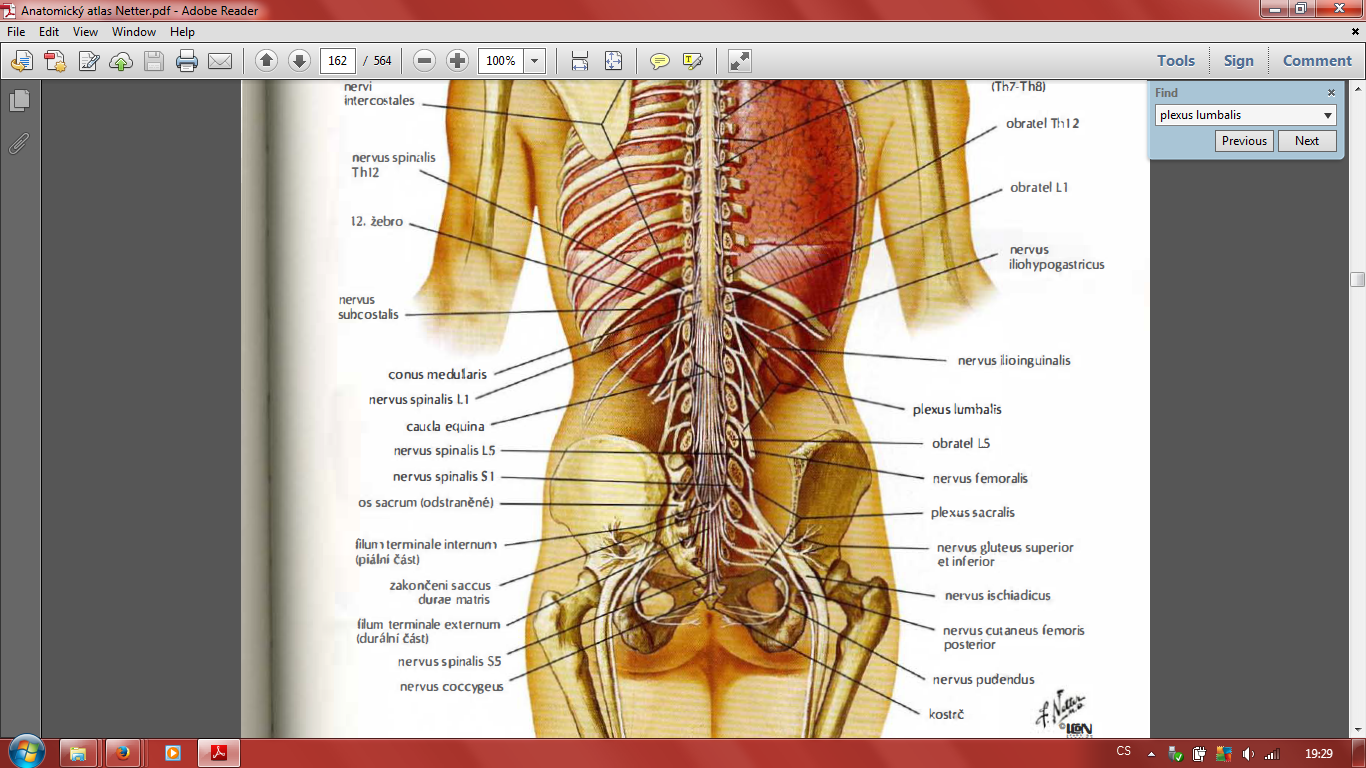 Anatomický atlas Netter.pdf - Adobe Reader
File Edit View Window Help
162 / 564
100%
Tools Sign Comment
Find
plexus lumbalis
Previous Next
nervi
intercostales
nervus spinalis
Th12
12. žebro
nervus
subcostalis
conus medullaris
nervus spinalis L1
cauda equina
nervus spinalis L5
nervus spinalis S1
os sacrum (odstraněné)
filum terminale internum
(piální část)
zakončení saccus
durae matris
filum terminale externum
(durální část)
nervus spinalis S5
nervus coccygeus
(Th7-Th8)
obratel Th12
obratel L1
nervus
iliohypogastricus
nervus ilioinguinalis
plexus lumbalis
obratel L5
nervus femoralis
plexus sacralis
nervus gluteus superior
et inferior
nervus ischiadicus
nervus cutaneus femoris
posterior
nervus pudendus
kostrč
F. Netter
M.D.
©
CS
19:29